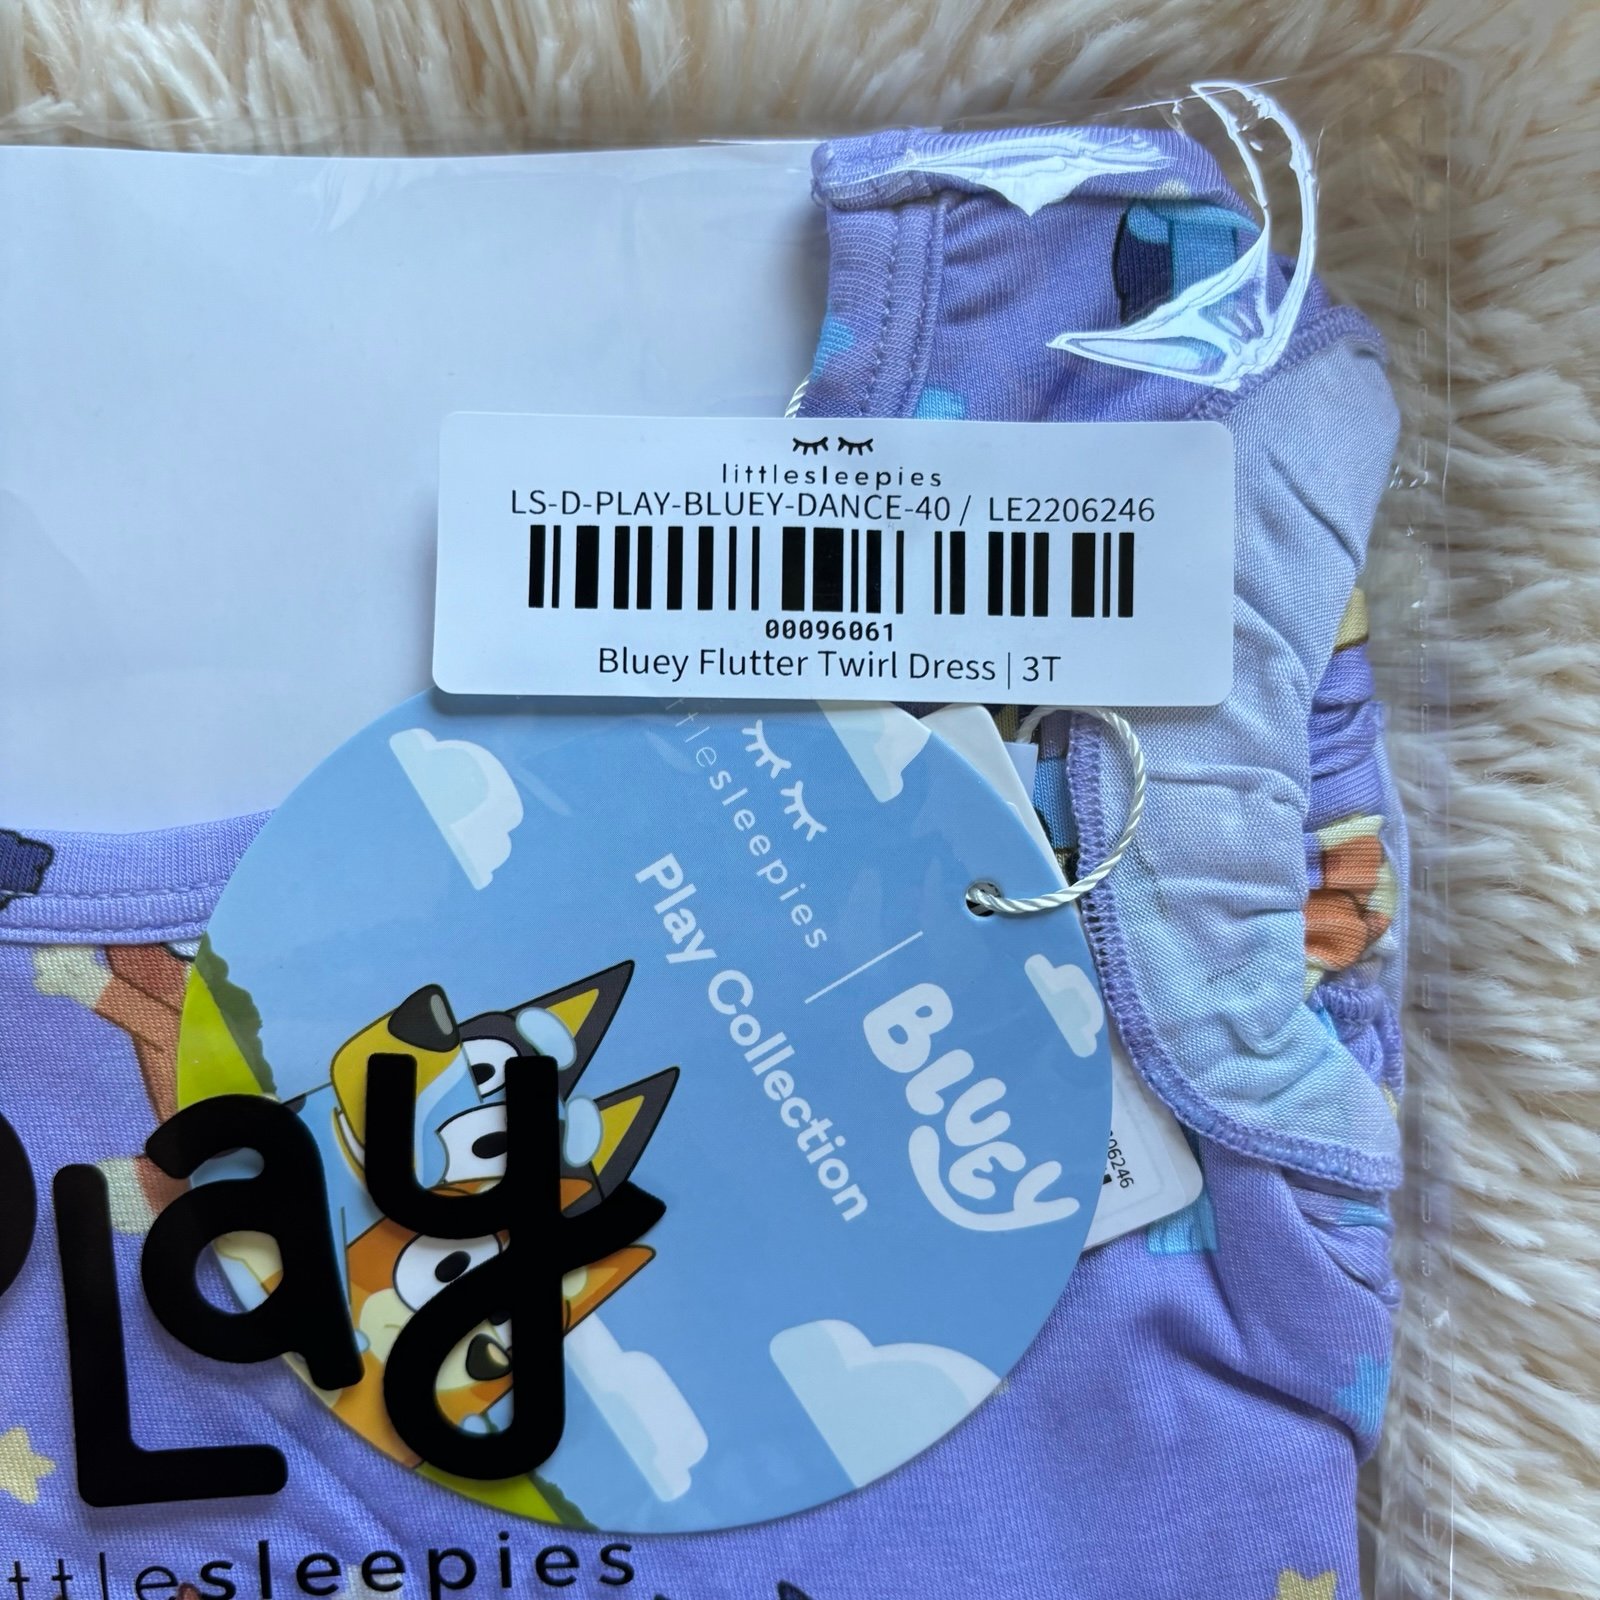 littlesleepies
LS-D-PLAY-BLUEY-DANCE-40 / LE2206246
00096061
Bluey Flutter Twirl Dress | 3T
littlesleepies | BLUEY
Play Collection
06246
Play
ttlesleepies